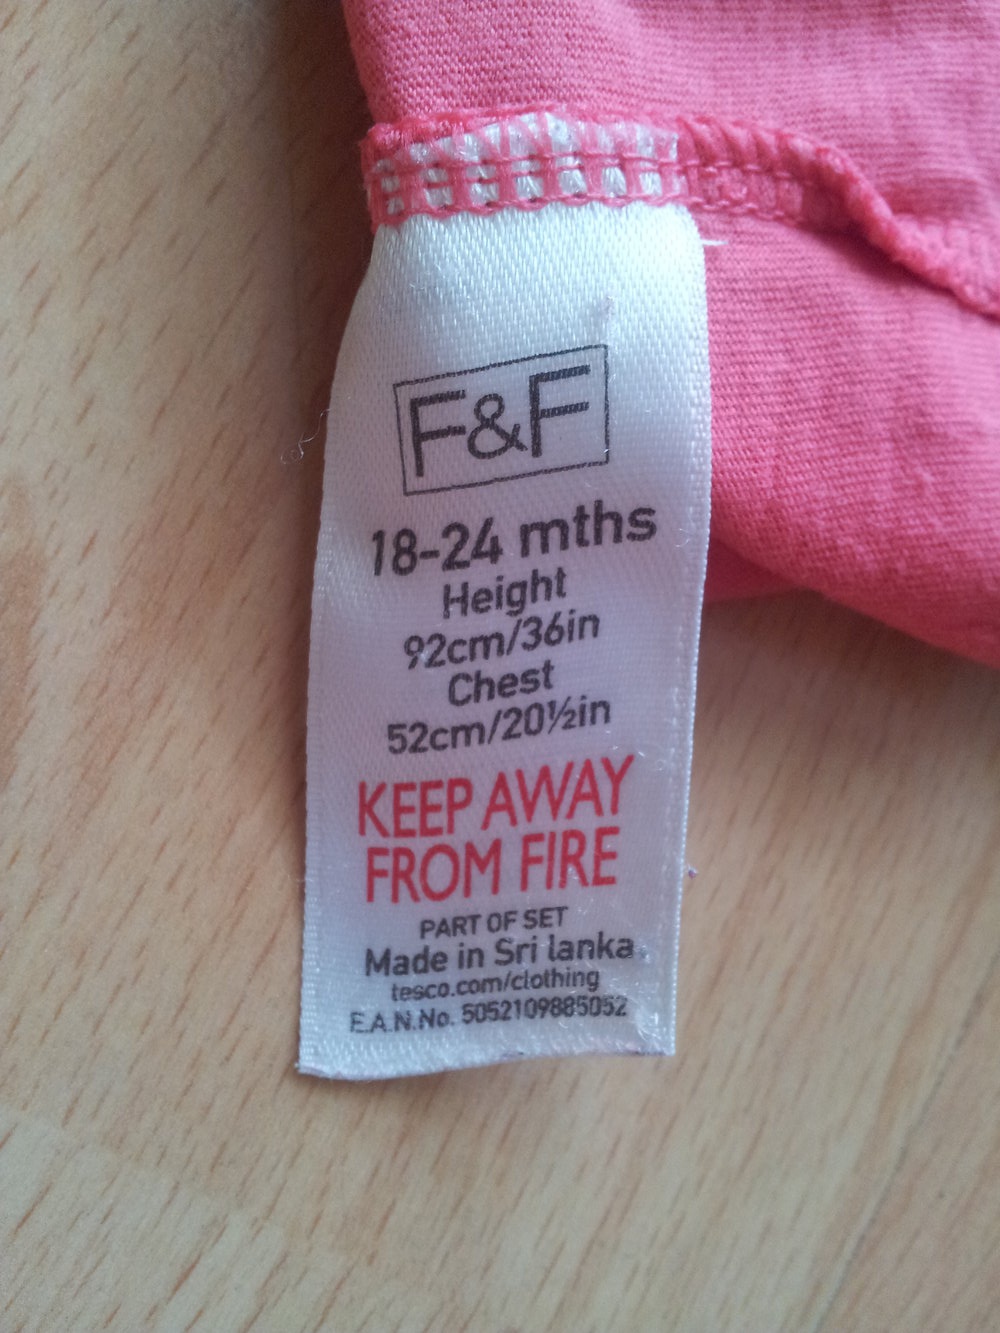 F&F
18-24 mths
Height
92cm/36in
Chest
52cm/20½in
KEEP AWAY
FROM FIRE
PART OF SET
Made in Sri lanka
tesco.com/clothing
E.A.N.No. 5052109885052